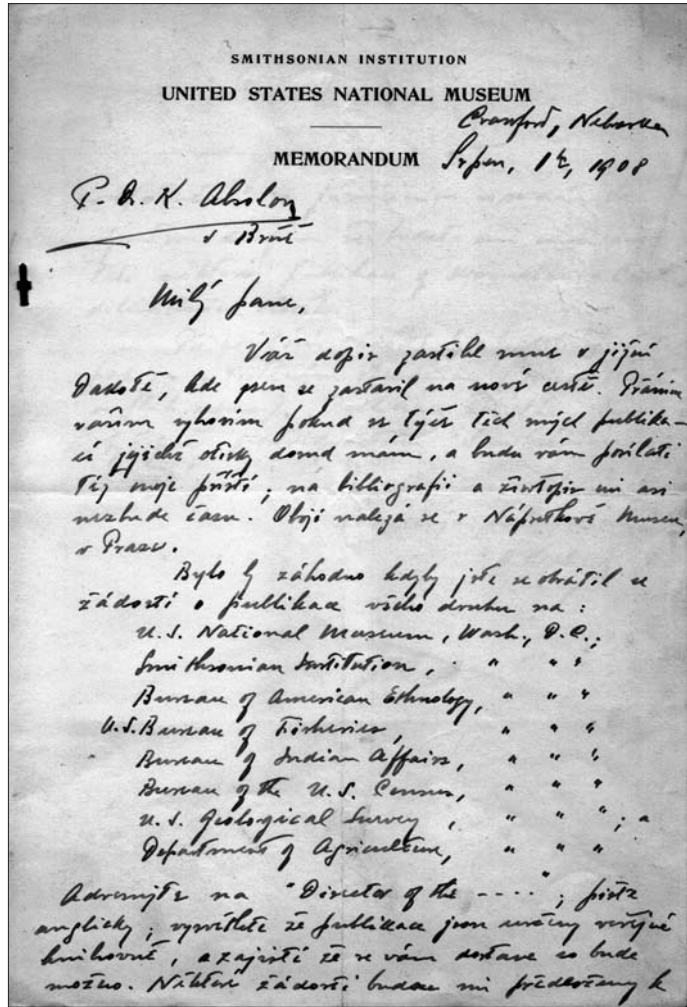 SMITHSONIAN INSTITUTION
UNITED STATES NATIONAL MUSEUM
Crawford, Nebraska
MEMORANDUM Srpen, 1908
K. Absolon
v Brně
Milý pane,
Váš dopis zastihl mne v jižní
Dakotě, kde jsem se zastavil na nové cestě. Přáním
vašim vyhovím pokud se týče těch mých publika-
cí jejichž otisky doma mám, a budu vám posílati
též moje příští; na bibliografii a životopis mi asi
nezbude času. Obojí nalezá se v Náprstkově Museu,
v Praze.
Bylo by záhodno kdyby jste se obrátil se
žádostí o publikace všeho druhu na:
U.S. National Museum, Wash., D.C.;
Smithsonian Institution, " " "
Bureau of American Ethnology, " " "
U.S. Bureau of Fisheries, " " "
Bureau of Indian Affairs, " " "
Bureau of the U.S. Census, " " "
U.S. Geological Survey, " " "; a
Department of Agriculture, " " "
Adresujte na "Director of the ----"; pište
anglicky; vysvětlete že publikace jsou určeny veřejné
knihovně, a zajistí že se vám dostane co bude
možno. Některé žádosti budou mi předloženy k